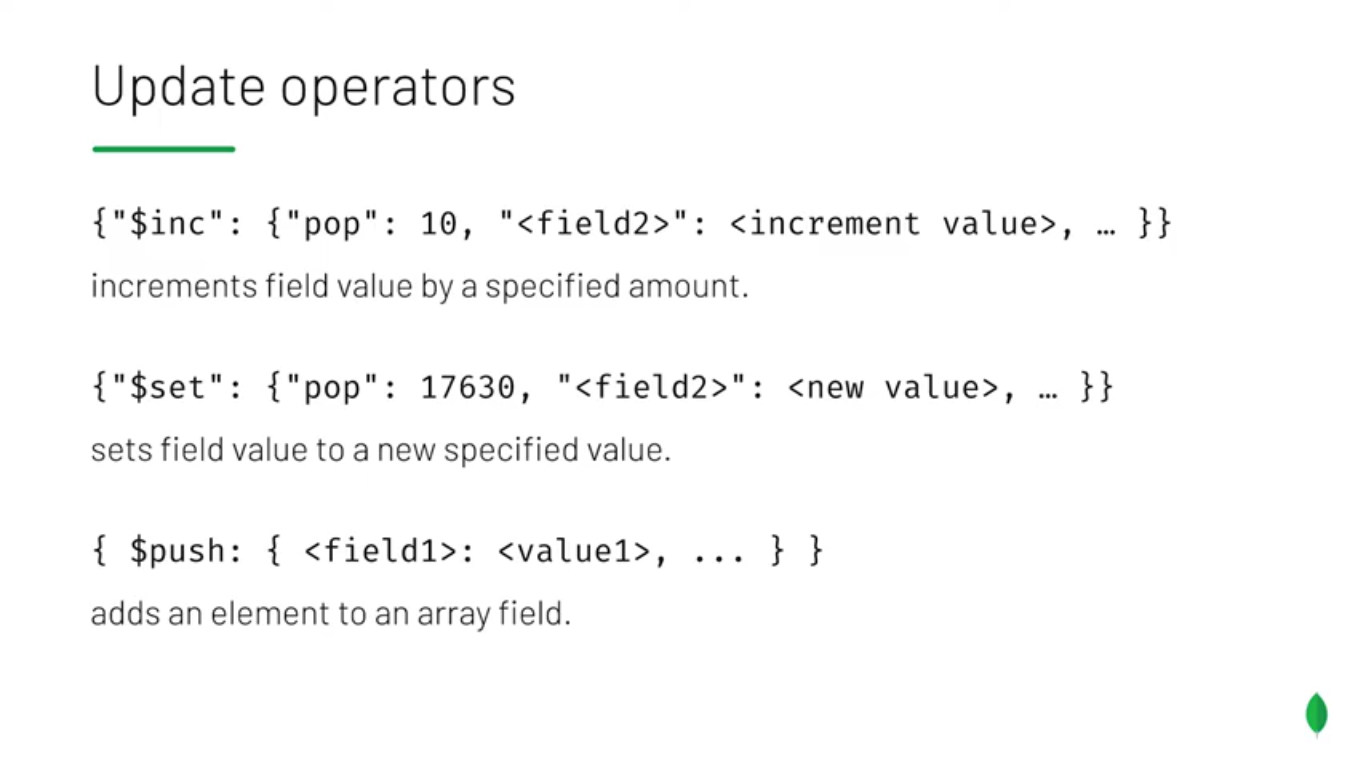 Update operators
{"$inc": {"pop": 10, "<field2>": <increment value>, … }}
increments field value by a specified amount.
{"$set": {"pop": 17630, "<field2>": <new value>, … }}
sets field value to a new specified value.
{ $push: { <field1>: <value1>, ... } }
adds an element to an array field.